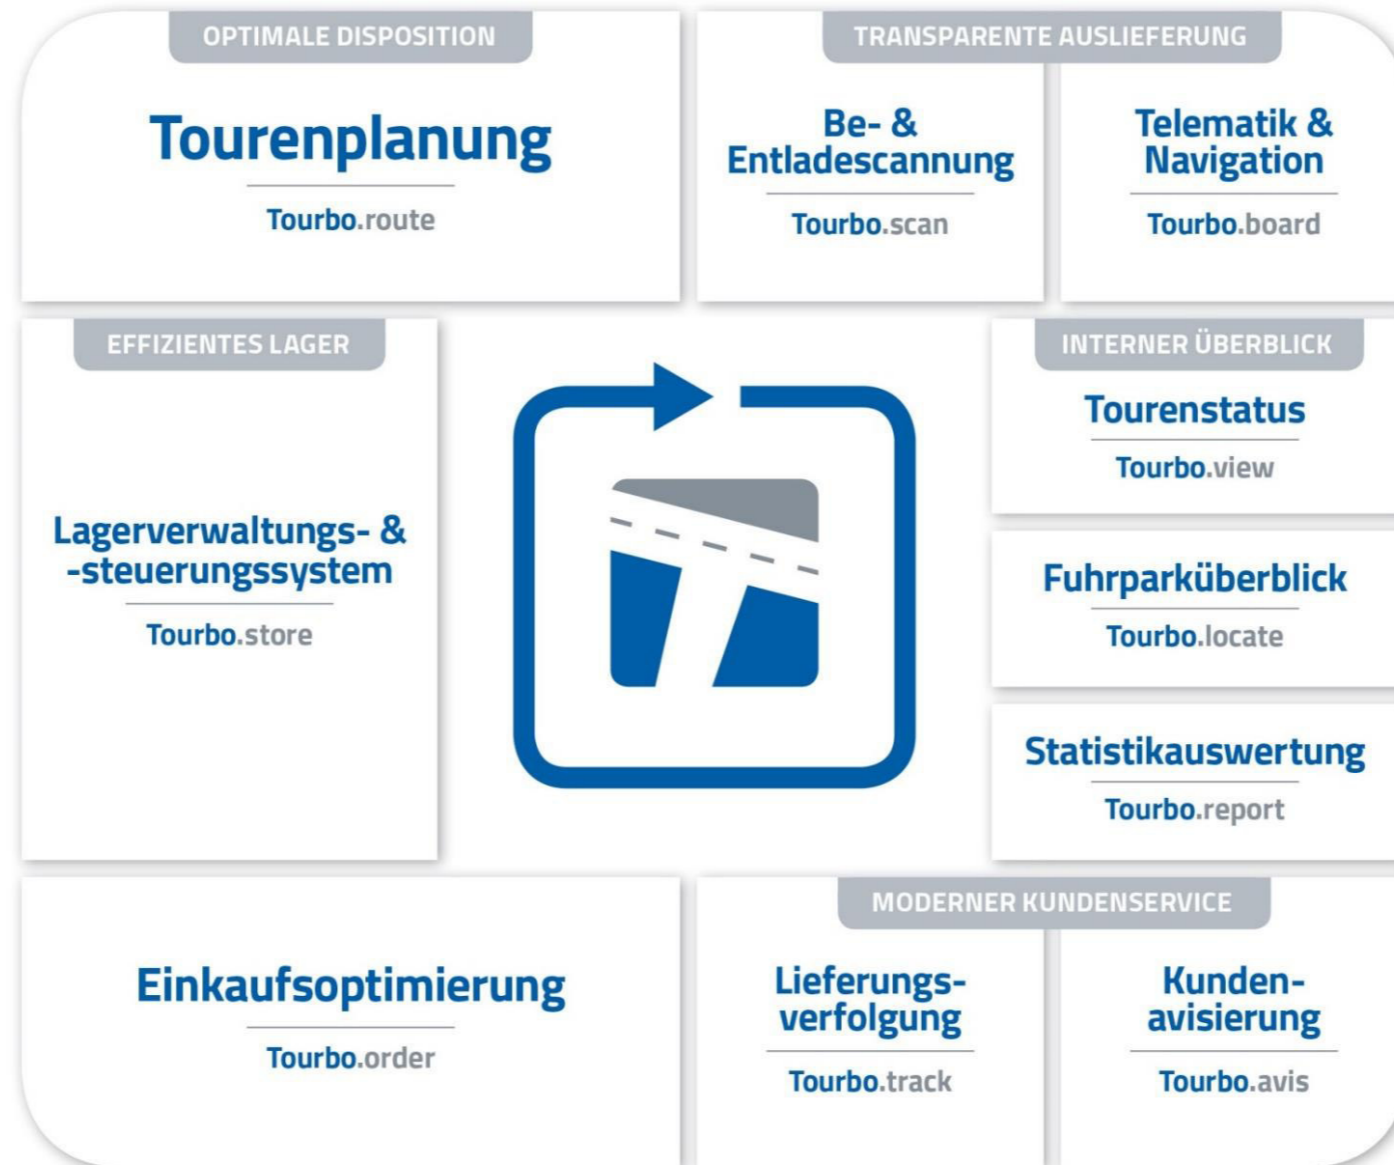 OPTIMALE DISPOSITION
Tourenplanung
Tourbo.route
TRANSPARENTE AUSLIEFERUNG
Be- &
Entladescannung
Tourbo.scan
Telematik &
Navigation
Tourbo.board
EFFIZIENTES LAGER
Lagerverwaltungs- &
-steuerungssystem
Tourbo.store
INTERNER ÜBERBLICK
Tourenstatus
Tourbo.view
Fuhrparküberblick
Tourbo.locate
Statistikauswertung
Tourbo.report
Einkaufsoptimierung
Tourbo.order
MODERNER KUNDENSERVICE
Lieferungs-
verfolgung
Tourbo.track
Kunden-
avisierung
Tourbo.avis